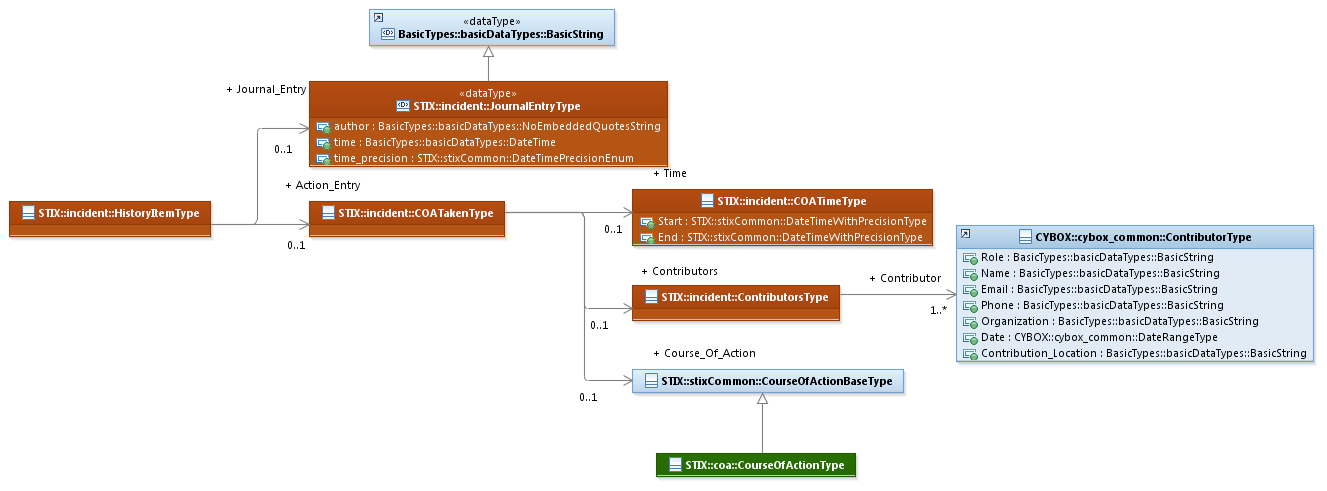 «dataType»
BasicTypes::basicDataTypes::BasicString
+ Journal_Entry
«dataType»
STIX::incident::JournalEntryType
author : BasicTypes::basicDataTypes::NoEmbeddedQuotesString
time : BasicTypes::basicDataTypes::DateTime
time_precision : STIX::stixCommon::DateTimePrecisionEnum
0..1
+ Action_Entry
STIX::incident::HistoryItemType
STIX::incident::COATakenType
0..1
+ Time
STIX::incident::COATimeType
Start : STIX::stixCommon::DateTimeWithPrecisionType
End : STIX::stixCommon::DateTimeWithPrecisionType
0..1
+ Contributors
STIX::incident::ContributorsType
0..1
+ Contributor
1..*
CYBOX::cybox_common::ContributorType
Role : BasicTypes::basicDataTypes::BasicString
Name : BasicTypes::basicDataTypes::BasicString
Email : BasicTypes::basicDataTypes::BasicString
Phone : BasicTypes::basicDataTypes::BasicString
Organization : BasicTypes::basicDataTypes::BasicString
Date : CYBOX::cybox_common::DateRangeType
Contribution_Location : BasicTypes::basicDataTypes::BasicString
+ Course_Of_Action
STIX::stixCommon::CourseOfActionBaseType
0..1
STIX::coa::CourseOfActionType